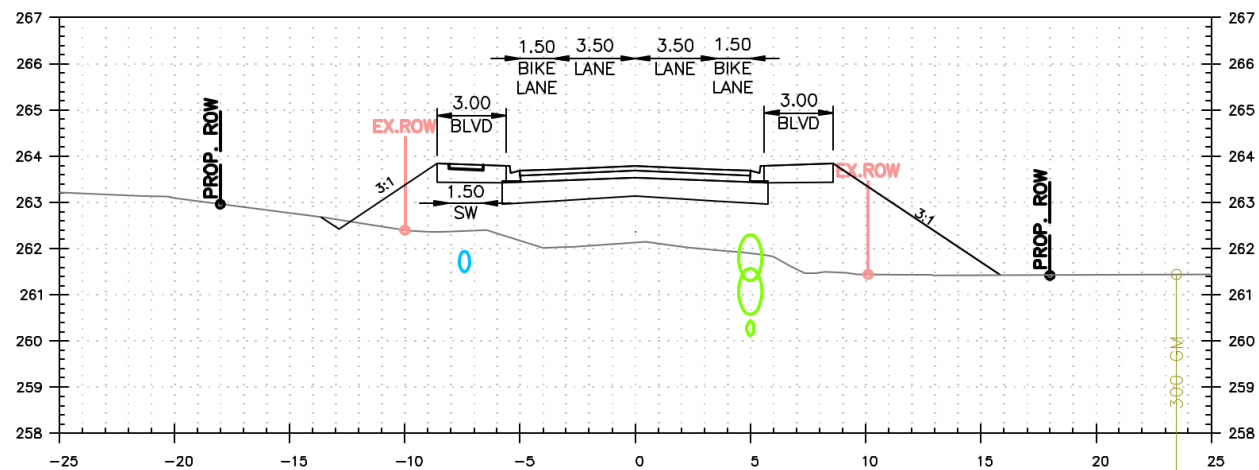 267
267
266
266
265
265
264
264
263
263
262
262
261
261
260
260
259
259
258
258
1.50
3.50
3.50
1.50
BIKE
LANE
LANE
LANE
BIKE
LANE
3.00
BLVD
3.00
BLVD
PROP. ROW
EX.ROW
EX.ROW
PROP. ROW
3:1
3:1
1.50
SW
300 GM
-25
-20
-15
-10
-5
0
5
10
15
20
25